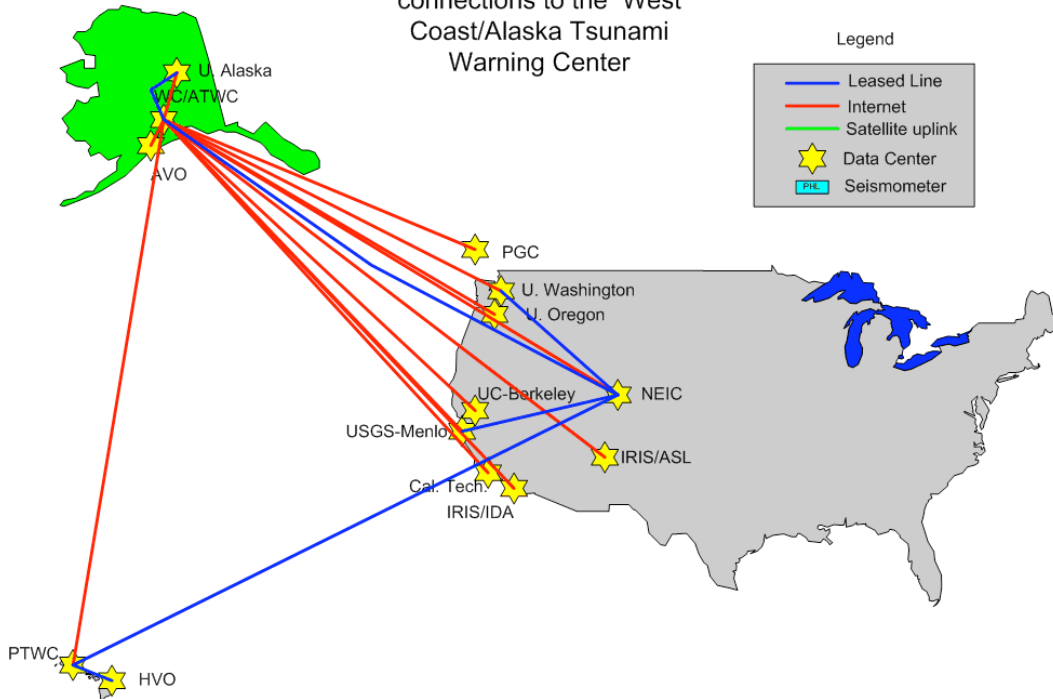 connections to the West
Coast/Alaska Tsunami
Warning Center
Legend
Leased Line
Internet
Satellite uplink
Data Center
PHL
Seismometer
U. Alaska
WC/ATWC
AVO
PGC
U. Washington
U. Oregon
UC-Berkeley
NEIC
USGS-Menlo
IRIS/ASL
Cal. Tech.
IRIS/IDA
PTWC
HVO